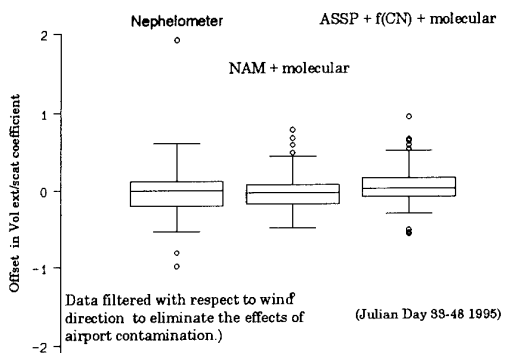 Nephelometer
ASSP + f(CN) + molecular
NAM + molecular
Offset in Vol ext/scat coefficient
2
1
0
-1
-2
Data filtered with respect to wind
direction to eliminate the effects of
airport contamination.)
(Julian Day 33-48 1995)